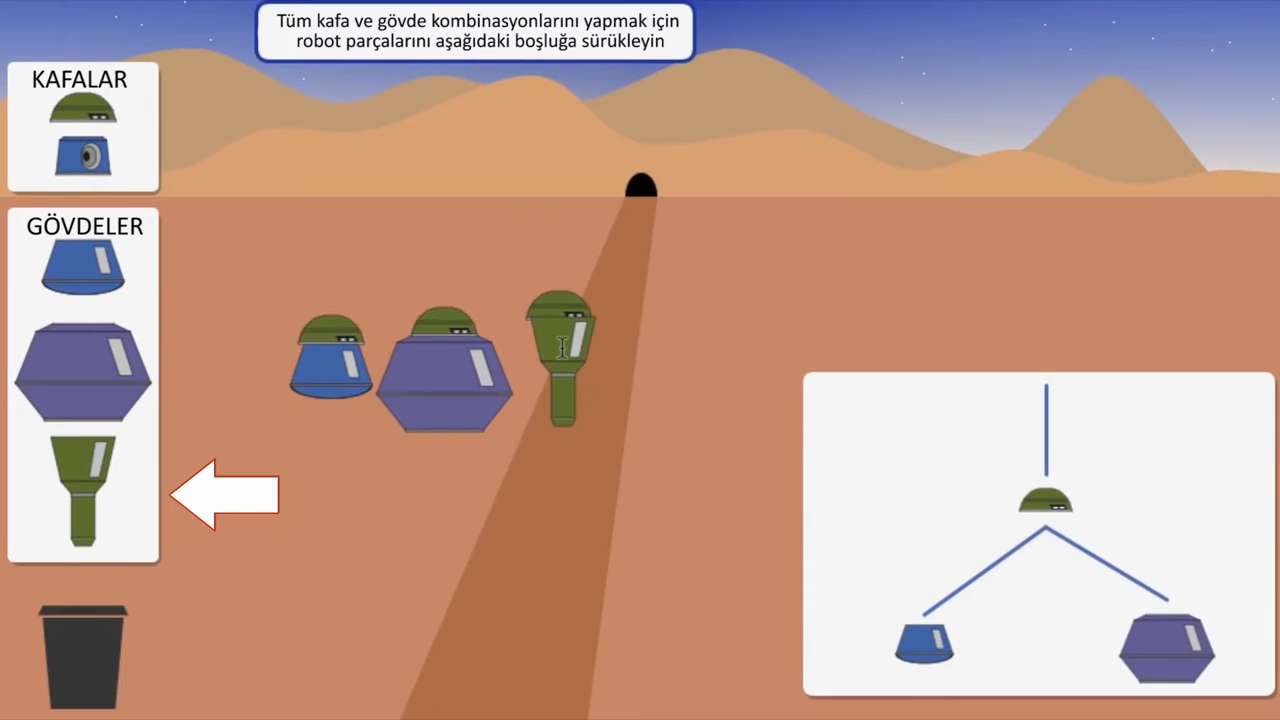 Tüm kafa ve gövde kombinasyonlarını yapmak için
robot parçalarını aşağıdaki boşluğa sürükleyin
KAFALAR
GÖVDELER